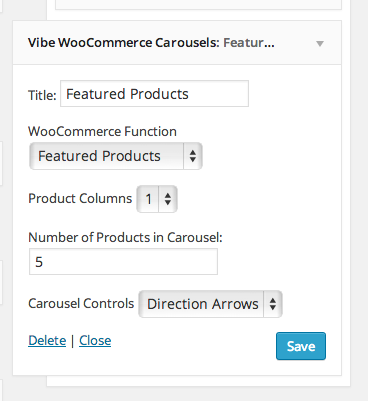 Vibe WooCommerce Carousels: Featur...
Title: Featured Products
WooCommerce Function
Featured Products
Product Columns 1
Number of Products in Carousel:
5
Carousel Controls Direction Arrows
Delete | Close Save